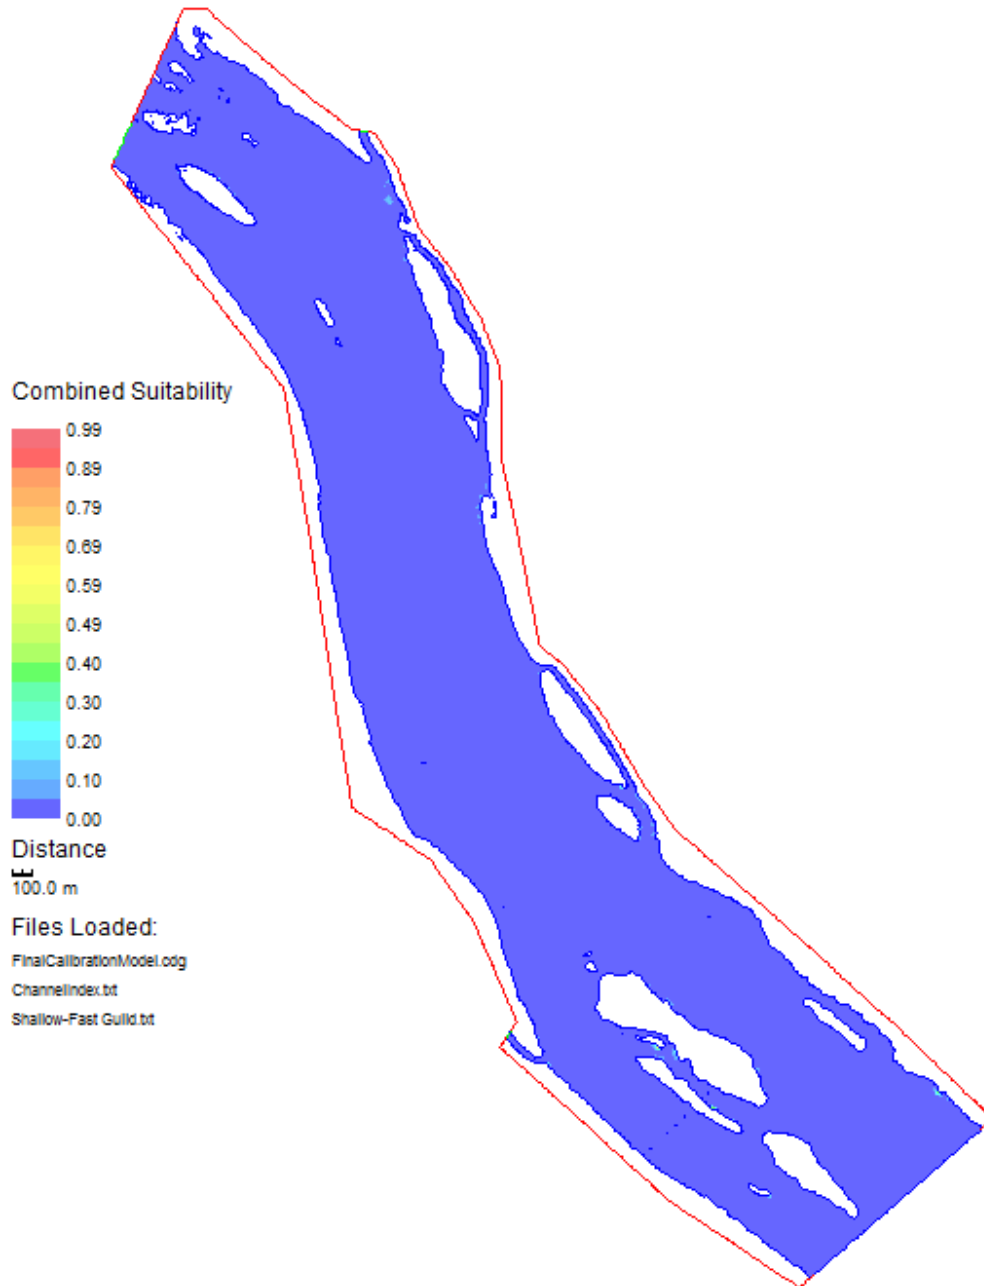 Combined Suitability
0.99
0.89
0.79
0.69
0.59
0.49
0.40
0.30
0.20
0.10
0.00
Distance
100.0 m
Files Loaded:
FinalCalibrationModel.cdg
ChannelIndex.txt
Shallow-Fast Guild.txt